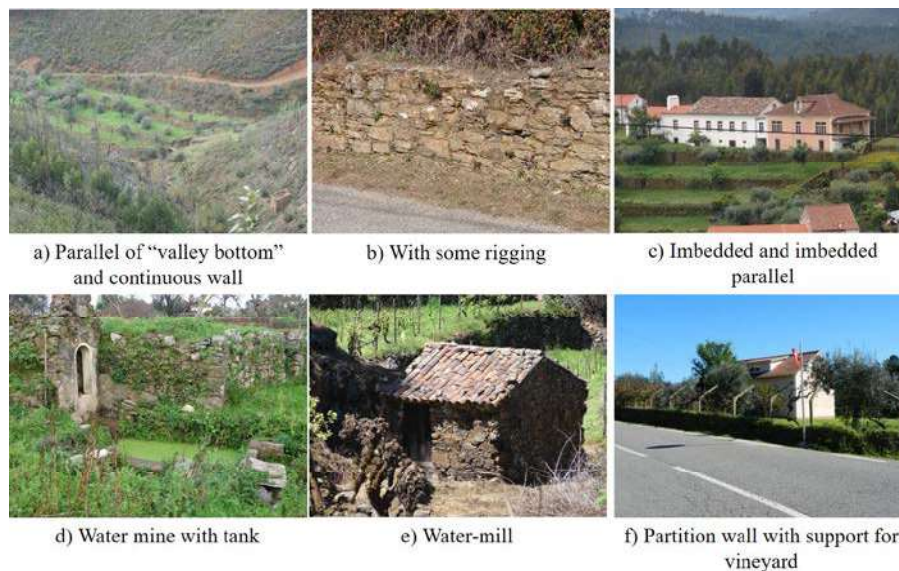 a) Parallel of “valley bottom”
and continuous wall
b) With some rigging
c) Imbedded and imbedded
parallel
d) Water mine with tank
e) Water-mill
f) Partition wall with support for
vineyard